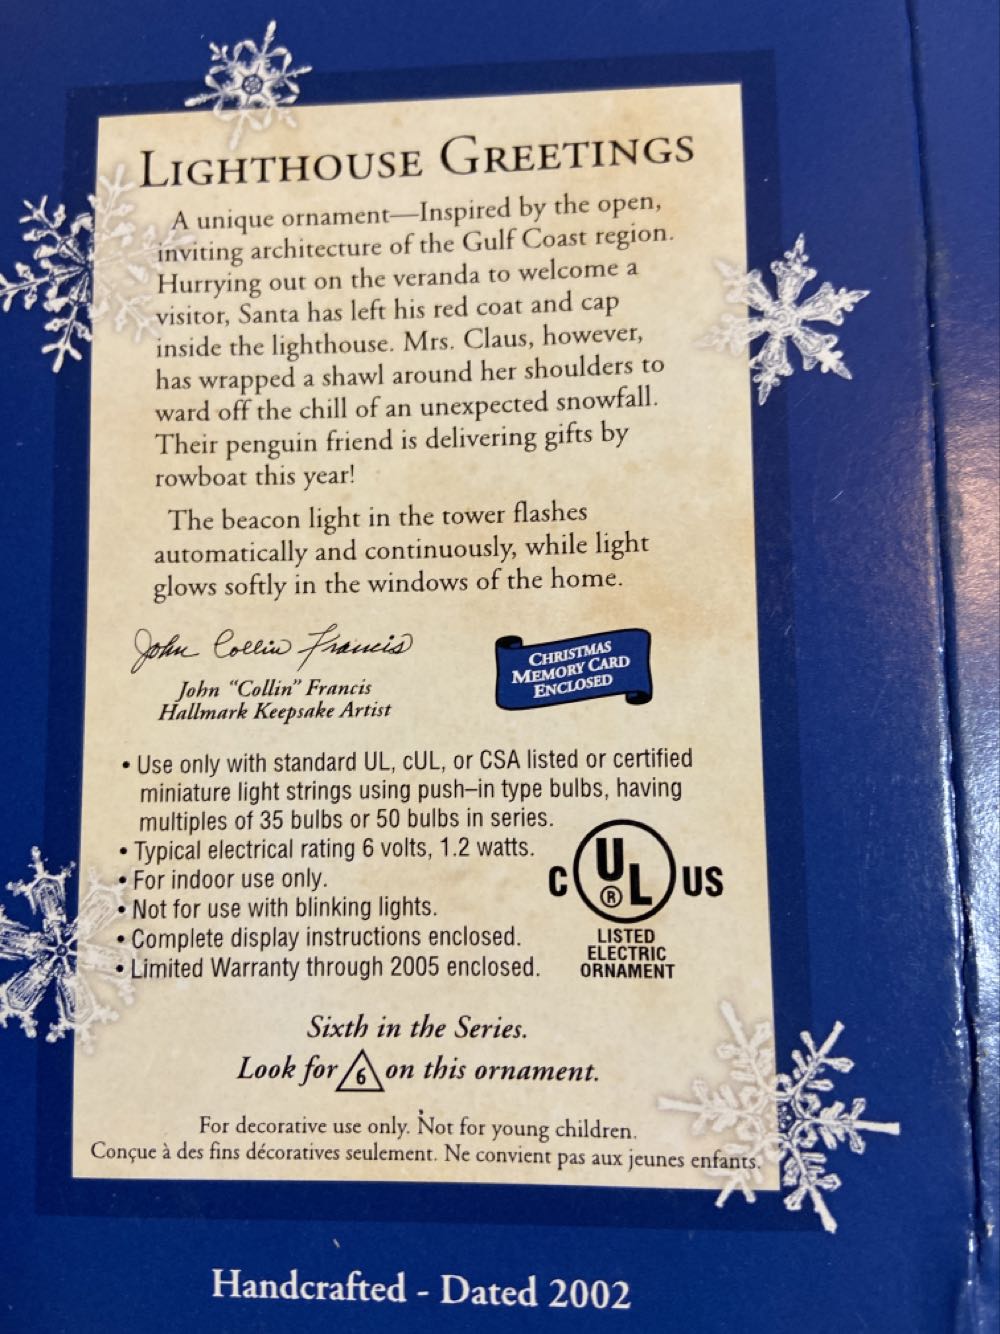 LIGHTHOUSE GREETINGS
A unique ornament—Inspired by the open,
inviting architecture of the Gulf Coast region.
Hurrying out on the veranda to welcome a
visitor, Santa has left his red coat and cap
inside the lighthouse. Mrs. Claus, however,
has wrapped a shawl around her shoulders to
ward off the chill of an unexpected snowfall.
Their penguin friend is delivering gifts by
rowboat this year!
The beacon light in the tower flashes
automatically and continuously, while light
glows softly in the windows of the home.
John Collin Francis
John “Collin” Francis
Hallmark Keepsake Artist
CHRISTMAS
MEMORY CARD
ENCLOSED
• Use only with standard UL, cUL, or CSA listed or certified
miniature light strings using push–in type bulbs, having
multiples of 35 bulbs or 50 bulbs in series.
• Typical electrical rating 6 volts, 1.2 watts.
• For indoor use only.
• Not for use with blinking lights.
• Complete display instructions enclosed.
• Limited Warranty through 2005 enclosed.
C UL® US
LISTED
ELECTRIC
ORNAMENT
Sixth in the Series.
Look for 6 on this ornament.
For decorative use only. Not for young children.
Conçue à des fins décoratives seulement. Ne convient pas aux jeunes enfants.
Handcrafted - Dated 2002